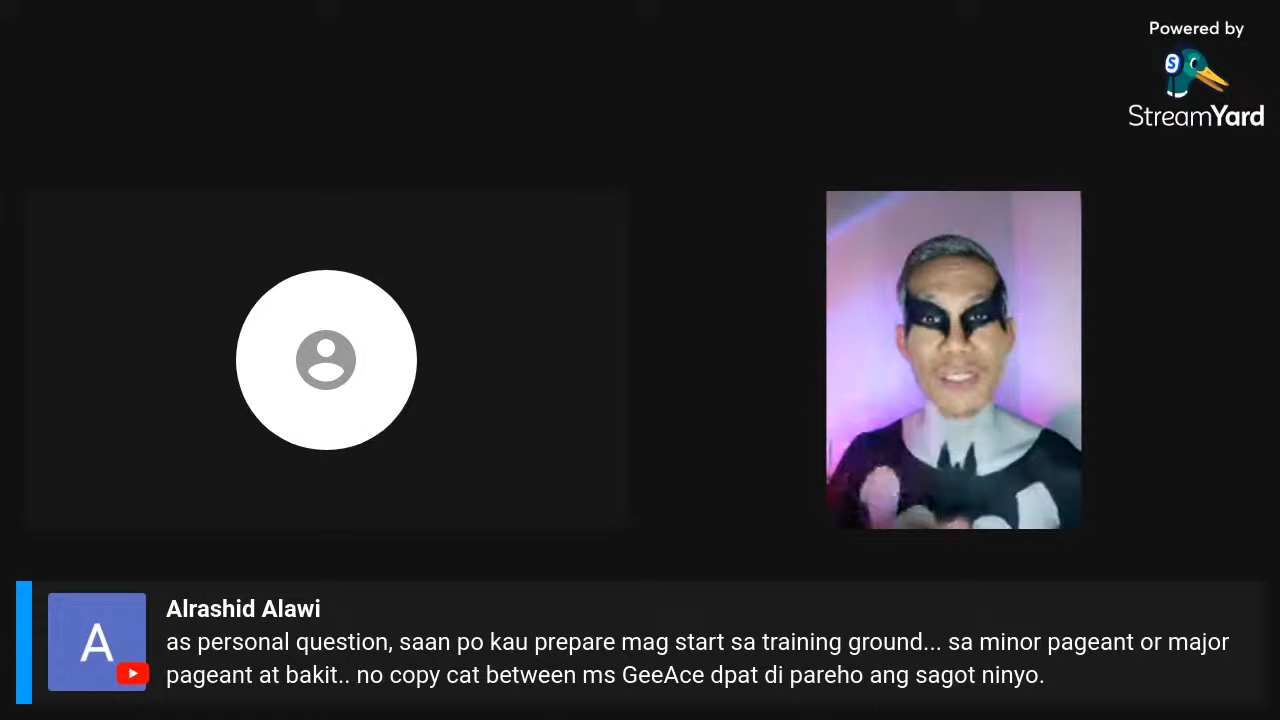 Powered by
S
StreamYard
A
Alrashid Alawi
as personal question, saan po kau prepare mag start sa training ground... sa minor pageant or major
pageant at bakit.. no copy cat between ms GeeAce dpat di pareho ang sagot ninyo.